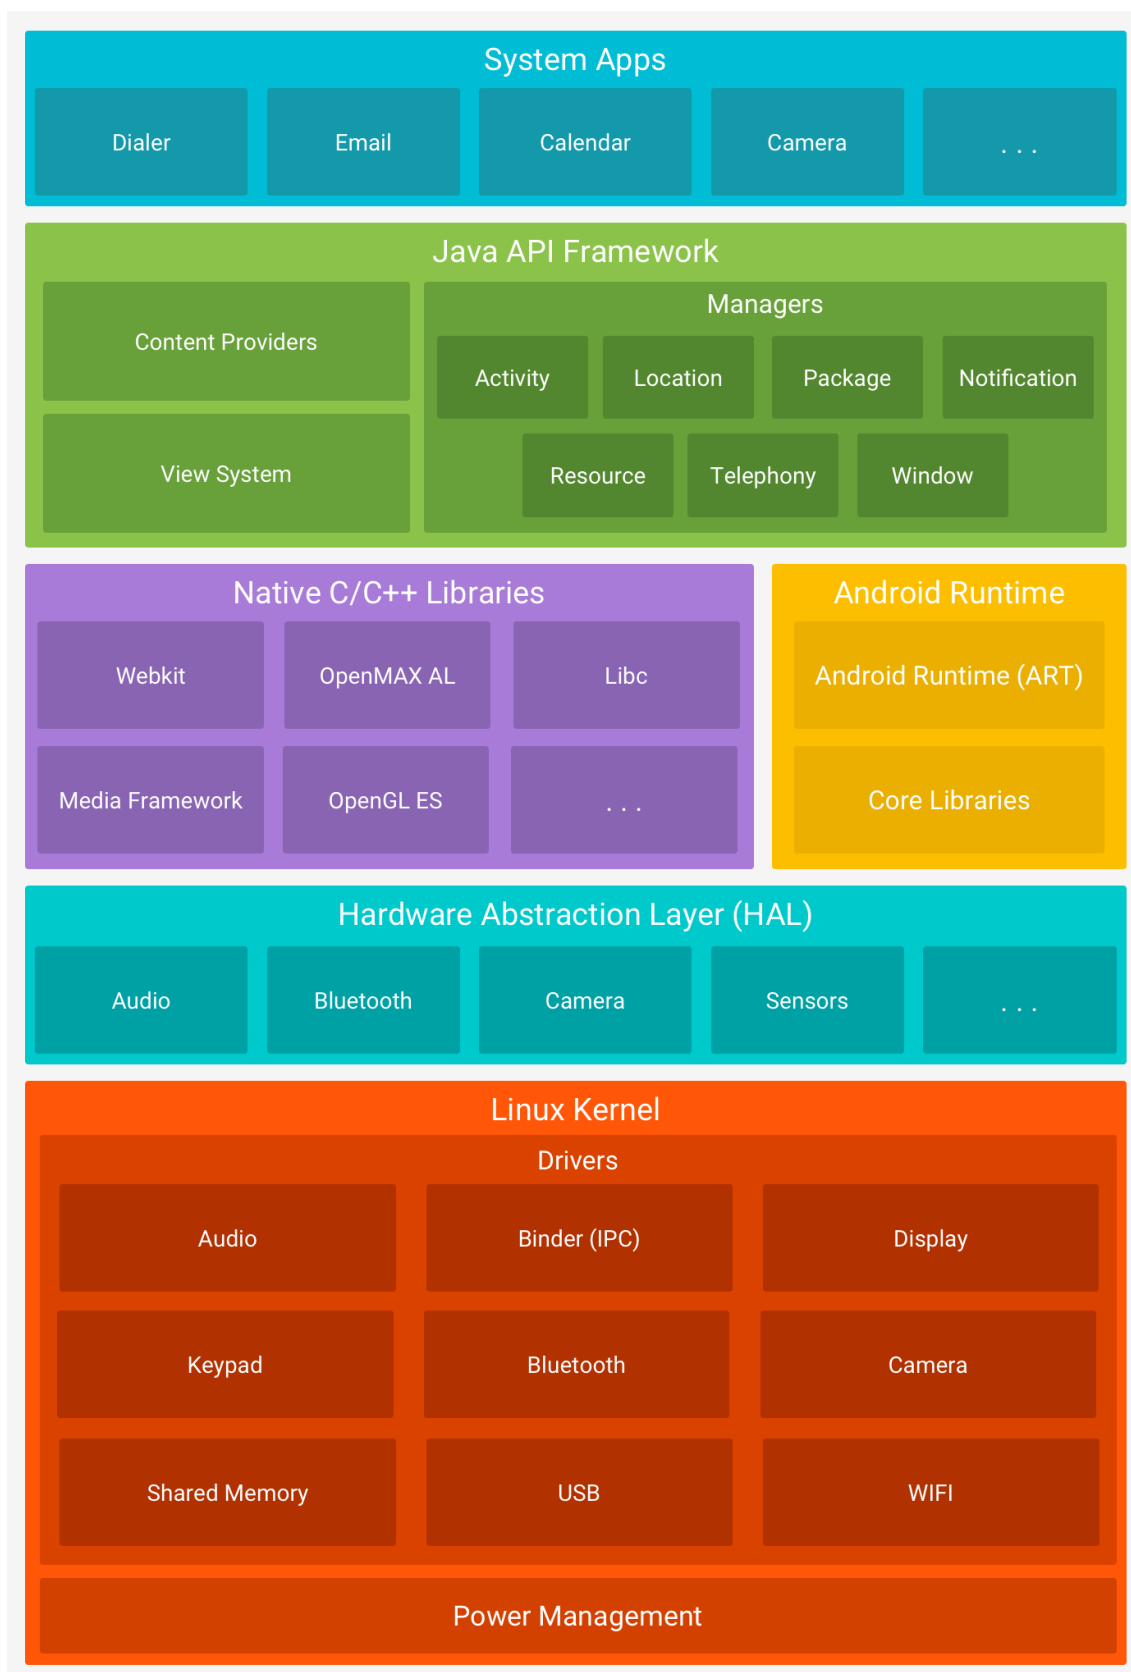 System Apps
Dialer
Email
Calendar
Camera
. . .
Java API Framework
Content Providers
View System
Managers
Activity
Location
Package
Notification
Resource
Telephony
Window
Native C/C++ Libraries
Webkit
OpenMAX AL
Libc
Media Framework
OpenGL ES
. . .
Android Runtime
Android Runtime (ART)
Core Libraries
Hardware Abstraction Layer (HAL)
Audio
Bluetooth
Camera
Sensors
. . .
Linux Kernel
Drivers
Audio
Binder (IPC)
Display
Keypad
Bluetooth
Camera
Shared Memory
USB
WIFI
Power Management